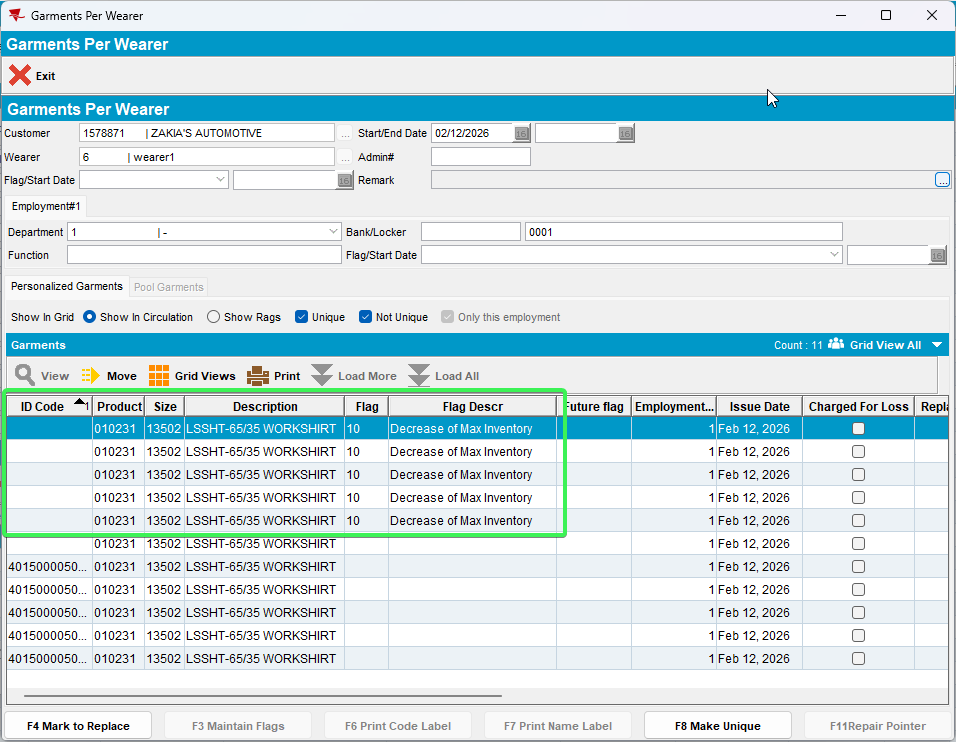 Garments Per Wearer
Garments Per Wearer
Exit
Garments Per Wearer
Customer 1578871 | ZAKIA'S AUTOMOTIVE ... Start/End Date 02/12/2026 16 16
Wearer 6 | wearer1 ... Admin#
Flag/Start Date 16 Remark ...
Employment#1
Department 1 | - Bank/Locker 0001
Function Flag/Start Date 16
Personalized Garments Pool Garments
Show In Grid Show In Circulation Show Rags Unique Not Unique Only this employment
Garments Count : 11 Grid View All
View Move Grid Views Print Load More Load All
ID Code 1 Product Size Description Flag Flag Descr Future flag Employment... Issue Date Charged For Loss Repla
010231 13502 LSSHT-65/35 WORKSHIRT 10 Decrease of Max Inventory 1 Feb 12, 2026
010231 13502 LSSHT-65/35 WORKSHIRT 10 Decrease of Max Inventory 1 Feb 12, 2026
010231 13502 LSSHT-65/35 WORKSHIRT 10 Decrease of Max Inventory 1 Feb 12, 2026
010231 13502 LSSHT-65/35 WORKSHIRT 10 Decrease of Max Inventory 1 Feb 12, 2026
010231 13502 LSSHT-65/35 WORKSHIRT 10 Decrease of Max Inventory 1 Feb 12, 2026
010231 13502 LSSHT-65/35 WORKSHIRT 1 Feb 12, 2026
4015000050... 010231 13502 LSSHT-65/35 WORKSHIRT 1 Feb 12, 2026
4015000050... 010231 13502 LSSHT-65/35 WORKSHIRT 1 Feb 12, 2026
4015000050... 010231 13502 LSSHT-65/35 WORKSHIRT 1 Feb 12, 2026
4015000050... 010231 13502 LSSHT-65/35 WORKSHIRT 1 Feb 12, 2026
4015000050... 010231 13502 LSSHT-65/35 WORKSHIRT 1 Feb 12, 2026
F4 Mark to Replace F3 Maintain Flags F6 Print Code Label F7 Print Name Label F8 Make Unique F11Repair Pointer